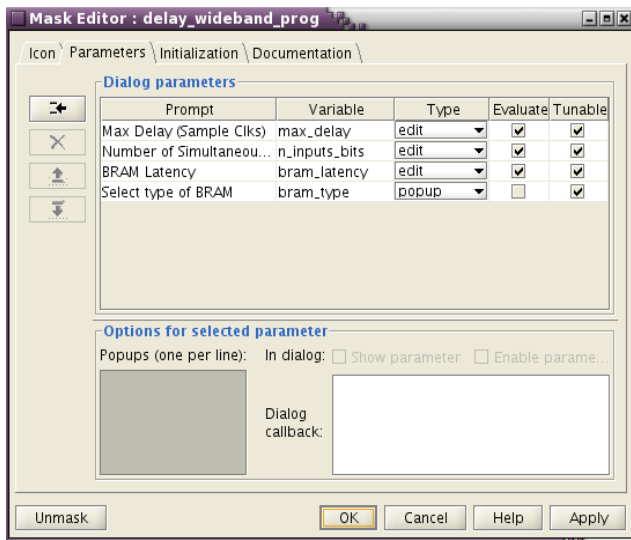 Mask Editor : delay_wideband_prog
Icon Parameters Initialization Documentation
Dialog parameters
Prompt Variable Type Evaluate Tunable
Max Delay (Sample Clks) max_delay edit
Number of Simultaneou... n_inputs_bits edit
BRAM Latency bram_latency edit
Select type of BRAM bram_type popup
Options for selected parameter
Popups (one per line): In dialog: Show parameter Enable parame...
Dialog
callback:
Unmask OK Cancel Help Apply